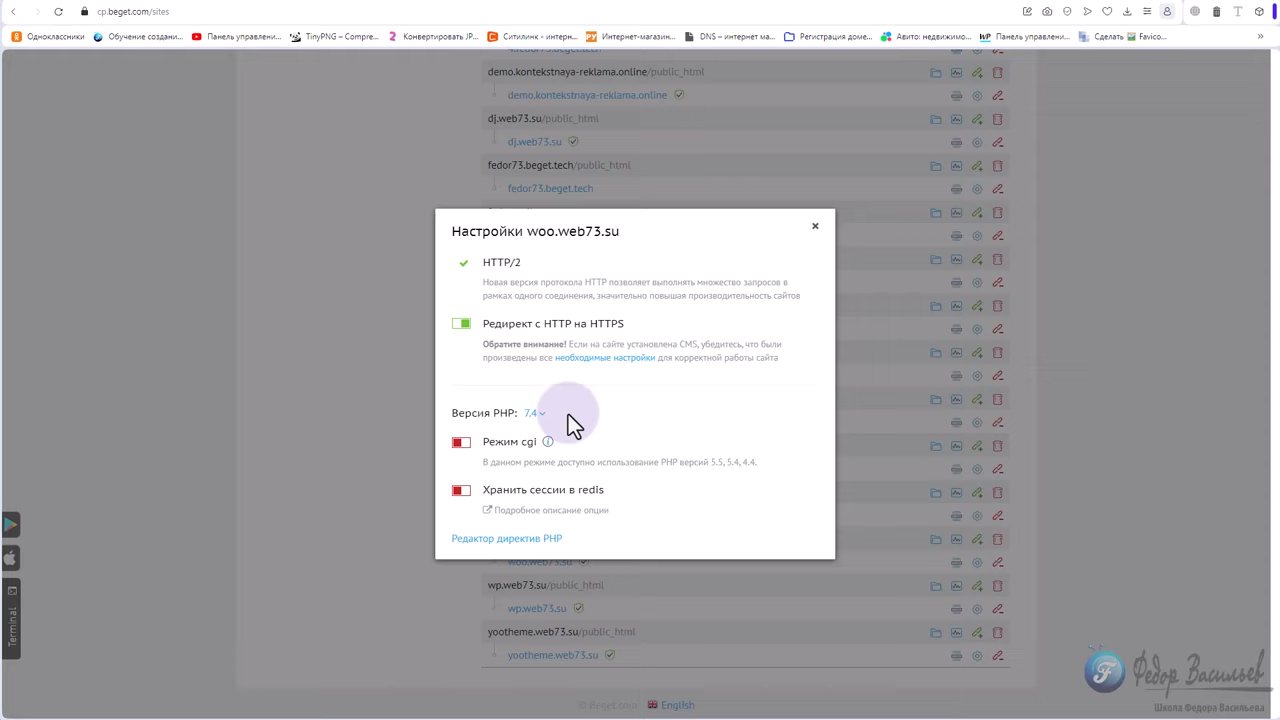 cp.beget.com/sites
Одноклассники
Обучение создани...
Панель управлени...
TinyPNG – Compre...
Конвертировать JP...
Ситилинк - интерн...
Интернет-магазин...
DNS – интернет ма...
Регистрация доме...
Авито: недвижимо...
Панель управлени...
Сделать
Favico...
demo.kontekstnaya-reklama.online/public_html
demo.kontekstnaya-reklama.online
dj.web73.su/public_html
dj.web73.su
fedor73.beget.tech/public_html
fedor73.beget.tech
Настройки woo.web73.su
HTTP/2
Новая версия протокола HTTP позволяет выполнять множество запросов в
рамках одного соединения, значительно повышая производительность сайтов
Редирект с HTTP на HTTPS
Обратите внимание! Если на сайте установлена CMS, убедитесь, что были
произведены все необходимые настройки для корректной работы сайта
Версия PHP: 7.4
Режим cgi
В данном режиме доступно использование PHP версий 5.5, 5.4, 4.4.
Хранить сессии в redis
Подробное описание опции
Редактор директив PHP
woo.web73.su
wp.web73.su/public_html
wp.web73.su
yootheme.web73.su/public_html
yootheme.web73.su
Terminal
© Beget.com
English
Федор Васильев
Школа Федора Васильева